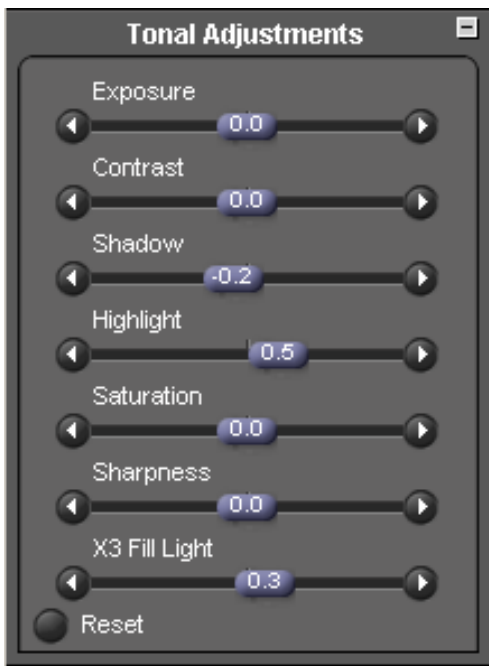 Tonal Adjustments
Exposure
0.0
Contrast
0.0
Shadow
-0.2
Highlight
0.5
Saturation
0.0
Sharpness
0.0
X3 Fill Light
0.3
Reset